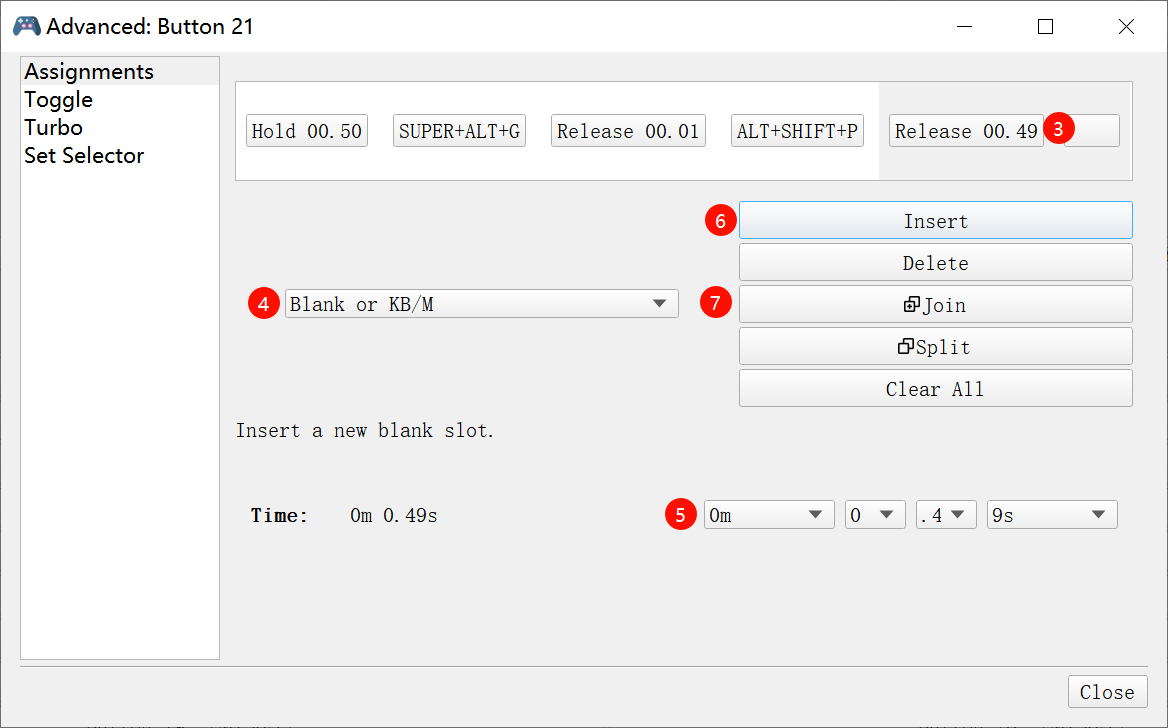 Advanced: Button 21
Assignments
Toggle
Turbo
Set Selector
Hold 00.50 SUPER+ALT+G Release 00.01 ALT+SHIFT+P Release 00.49 3
6 Insert
Delete
4 Blank or KB/M
7 Join
Split
Clear All
Insert a new blank slot.
Time: 0m 0.49s 5 0m 0 .4 9s
Close